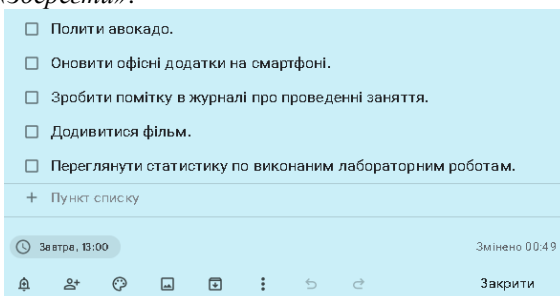 «Зберегти».
Полити авокадо.
Оновити офісні додатки на смартфоні.
Зробити помітку в журналі про проведенні заняття.
Додивитися фільм.
Переглянути статистику по виконаним лабораторним роботам.
+ Пункт списку
Завтра, 13:00
Змінено 00:49
Закрити